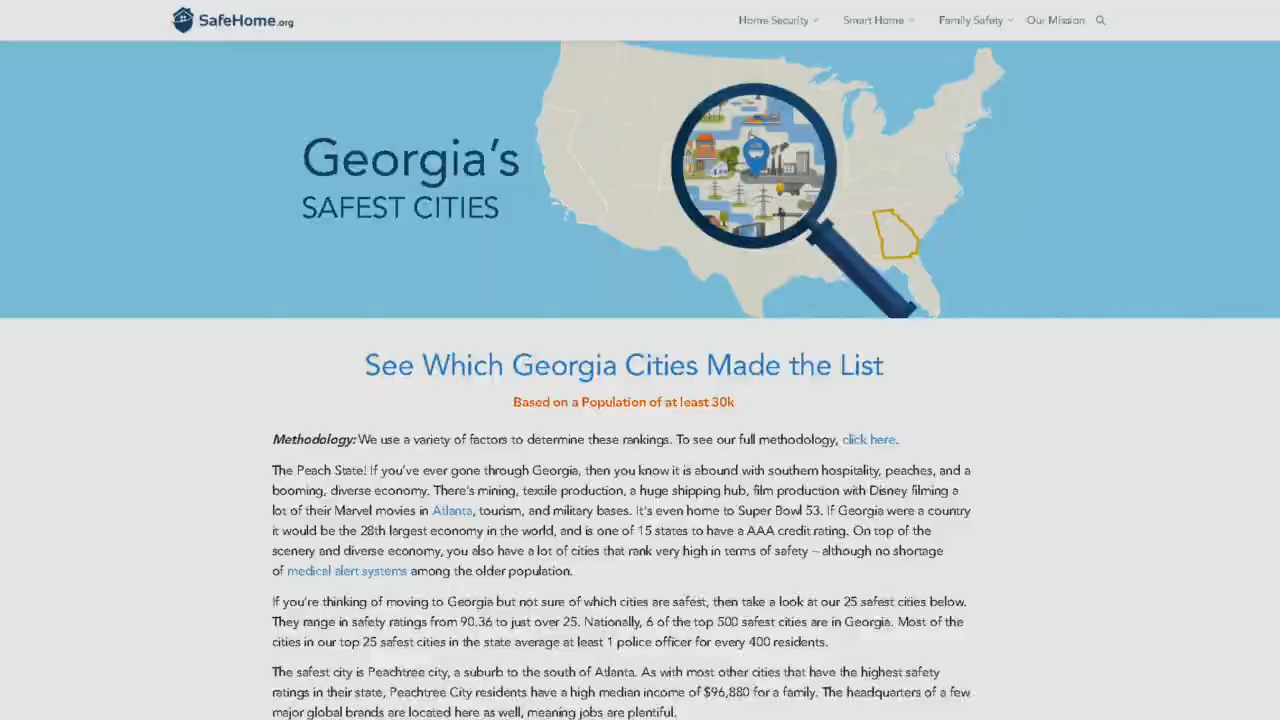 SafeHome.org
Home Security
Smart Home
Family Safety
Our Mission
Georgia's
SAFEST CITIES
See Which Georgia Cities Made the List
Based on a Population of at least 30k
Methodology: We use a variety of factors to determine these rankings. To see our full methodology, click here.
The Peach State! If you've ever gone through Georgia, then you know it is abound with southern hospitality, peaches, and a
booming, diverse economy. There's mining, textile production, a huge shipping hub, film production with Disney filming a
lot of their Marvel movies in Atlanta, tourism, and military bases. It's even home to Super Bowl 53. If Georgia were a country
it would be the 28th largest economy in the world, and is one of 15 states to have a AAA credit rating. On top of the
scenery and diverse economy, you also have a lot of cities that rank very high in terms of safety – although no shortage
of medical alert systems among the older population.
If you're thinking of moving to Georgia but not sure of which cities are safest, then take a look at our 25 safest cities below.
They range in safety ratings from 90.36 to just over 25. Nationally, 6 of the top 500 safest cities are in Georgia. Most of the
cities in our top 25 safest cities in the state average at least 1 police officer for every 400 residents.
The safest city is Peachtree city, a suburb to the south of Atlanta. As with most other cities that have the highest safety
ratings in their state, Peachtree City residents have a high median income of $96,880 for a family. The headquarters of a few
major global brands are located here as well, meaning jobs are plentiful.